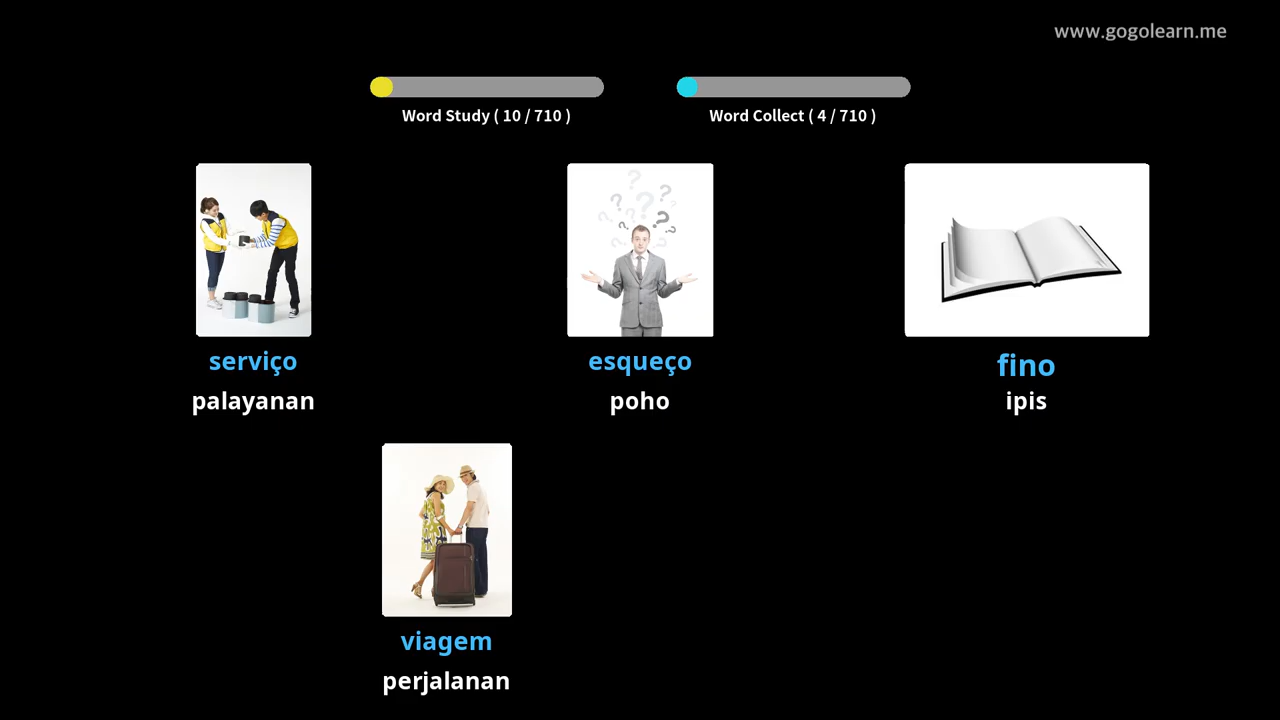 www.gogolearn.me
Word Study ( 10 / 710 )
Word Collect ( 4 / 710 )
serviço
palayanan
esqueço
poho
fino
ipis
viagem
perjalanan